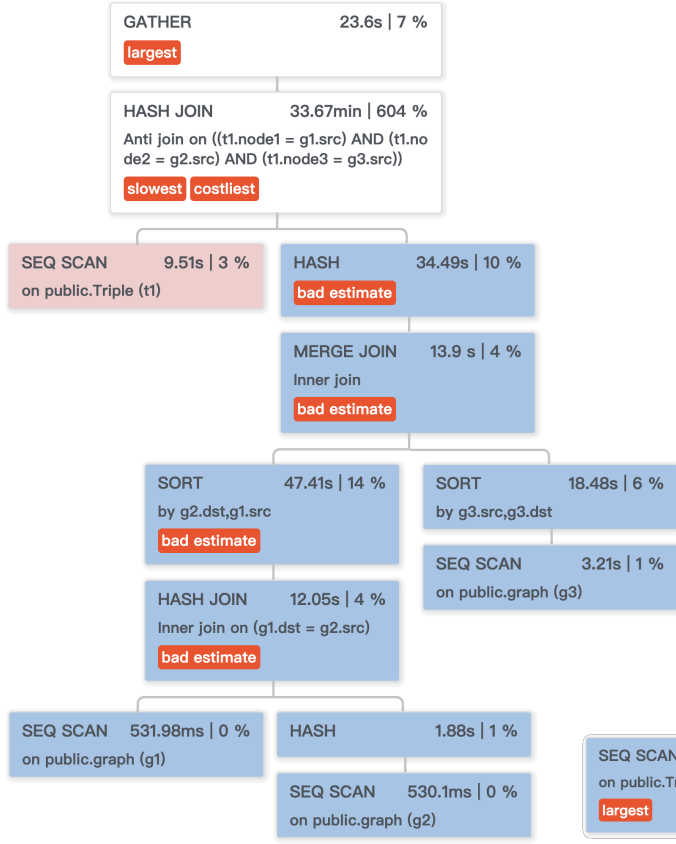 GATHER 23.6s | 7 %
largest
HASH JOIN 33.67min | 604 %
Anti join on ((t1.node1 = g1.src) AND (t1.no
de2 = g2.src) AND (t1.node3 = g3.src))
slowest costliest
SEQ SCAN 9.51s | 3 %
on public.Triple (t1)
HASH 34.49s | 10 %
bad estimate
MERGE JOIN 13.9 s | 4 %
Inner join
bad estimate
SORT 47.41s | 14 %
by g2.dst,g1.src
bad estimate
SORT 18.48s | 6 %
by g3.src,g3.dst
SEQ SCAN 3.21s | 1 %
on public.graph (g3)
HASH JOIN 12.05s | 4 %
Inner join on (g1.dst = g2.src)
bad estimate
SEQ SCAN 531.98ms | 0 %
on public.graph (g1)
HASH 1.88s | 1 %
SEQ SCAN 530.1ms | 0 %
on public.graph (g2)
SEQ SCAN
on public.Tr
largest